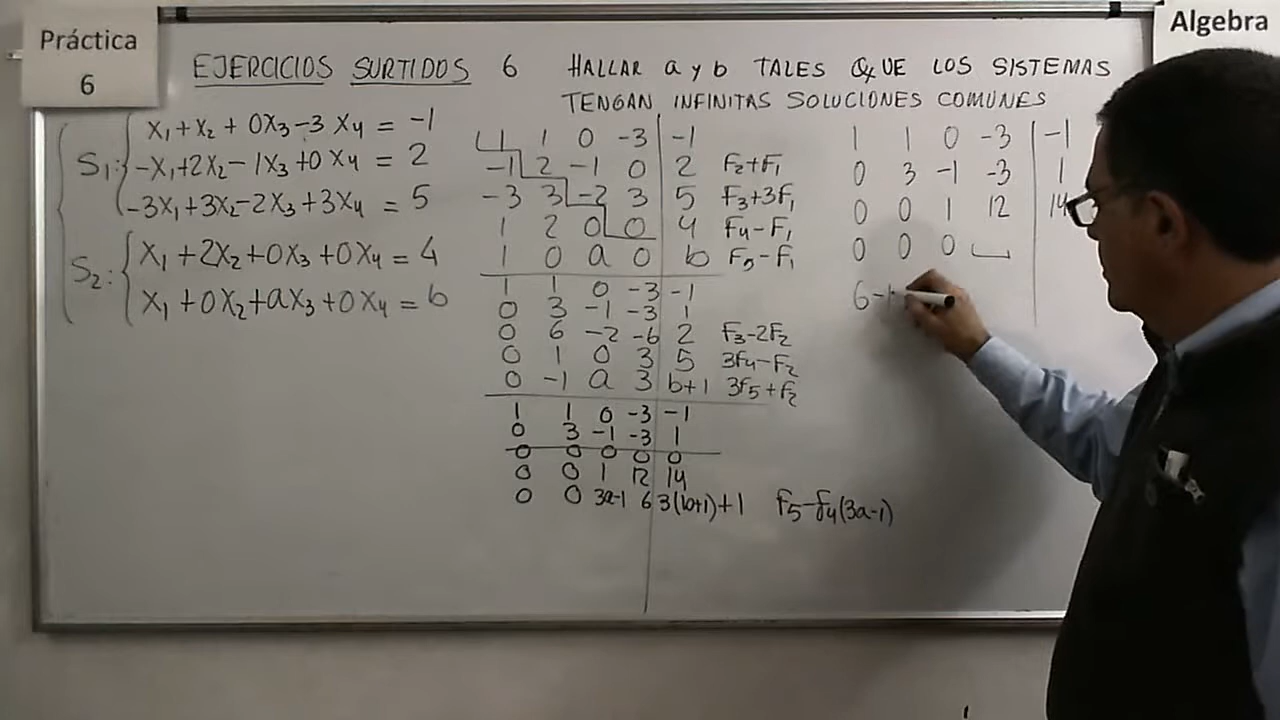 Práctica
6
Algebra
EJERCICIOS SURTIDOS 6 HALLAR a y b TALES QUE LOS SISTEMAS
TENGAN INFINITAS SOLUCIONES COMUNES
S1: x1 + x2 + 0x3 - 3x4 = -1
-x1 + 2x2 - 1x3 + 0x4 = 2
-3x1 + 3x2 - 2x3 + 3x4 = 5
S2: x1 + 2x2 + 0x3 + 0x4 = 4
x1 + 0x2 + ax3 + 0x4 = b
1 1 0 -3 -1
-1 2 -1 0 2 F2+F1
-3 3 -2 3 5 F3+3F1
1 2 0 0 4 F4-F1
1 0 a 0 b F5-F1
1 1 0 -3 -1
0 3 -1 -3 1
0 6 -2 -6 2 F3-2F2
0 1 0 3 5 3F4-F2
0 -1 a 3 b+1 3F5+F2
1 1 0 -3 -1
0 3 -1 -3 1
0 0 0 0 0
0 0 1 12 14
0 0 3a-1 6 3(b+1)+1 F5-F4(3a-1)
1 1 0 -3 -1
0 3 -1 -3 1
0 0 1 12 14
0 0 0
6-1